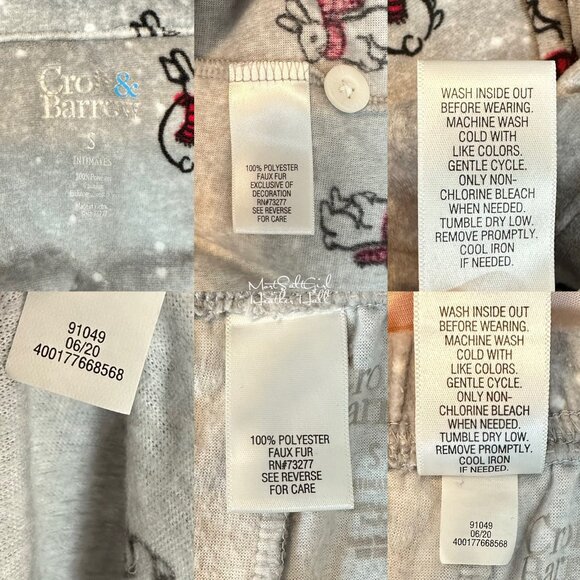 Croft &
Barrow
S
INTIMATES
100% Polyester
100% POLYESTER
FAUX FUR
EXCLUSIVE OF
DECORATION
RN#73277
SEE REVERSE
FOR CARE
WASH INSIDE OUT
BEFORE WEARING.
MACHINE WASH
COLD WITH
LIKE COLORS.
GENTLE CYCLE.
ONLY NON-
CHLORINE BLEACH
WHEN NEEDED.
TUMBLE DRY LOW.
REMOVE PROMPTLY.
COOL IRON
IF NEEDED.
91049
06/20
400177668568
100% POLYESTER
FAUX FUR
RN#73277
SEE REVERSE
FOR CARE
WASH INSIDE OUT
BEFORE WEARING.
MACHINE WASH
COLD WITH
LIKE COLORS.
GENTLE CYCLE.
ONLY NON-
CHLORINE BLEACH
WHEN NEEDED.
TUMBLE DRY LOW.
REMOVE PROMPTLY.
COOL IRON
IF NEEDED.
91049
06/20
400177668568